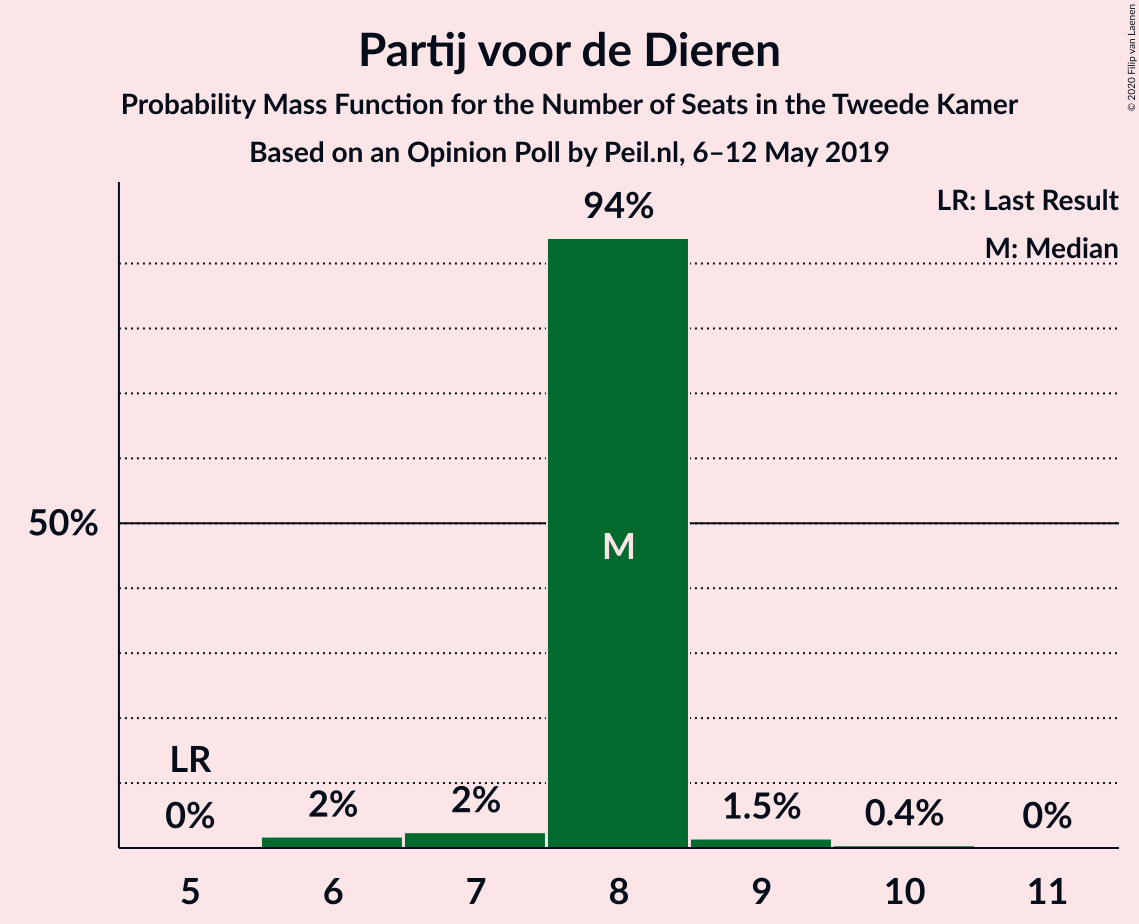 Partij voor de Dieren
Probability Mass Function for the Number of Seats in the Tweede Kamer
Based on an Opinion Poll by Peil.nl, 6–12 May 2019
© 2020 Filip van Laenen
LR: Last Result
M: Median
94%
50%
M
LR
0%
2%
2%
1.5%
0.4%
0%
5 6 7 8 9 10 11